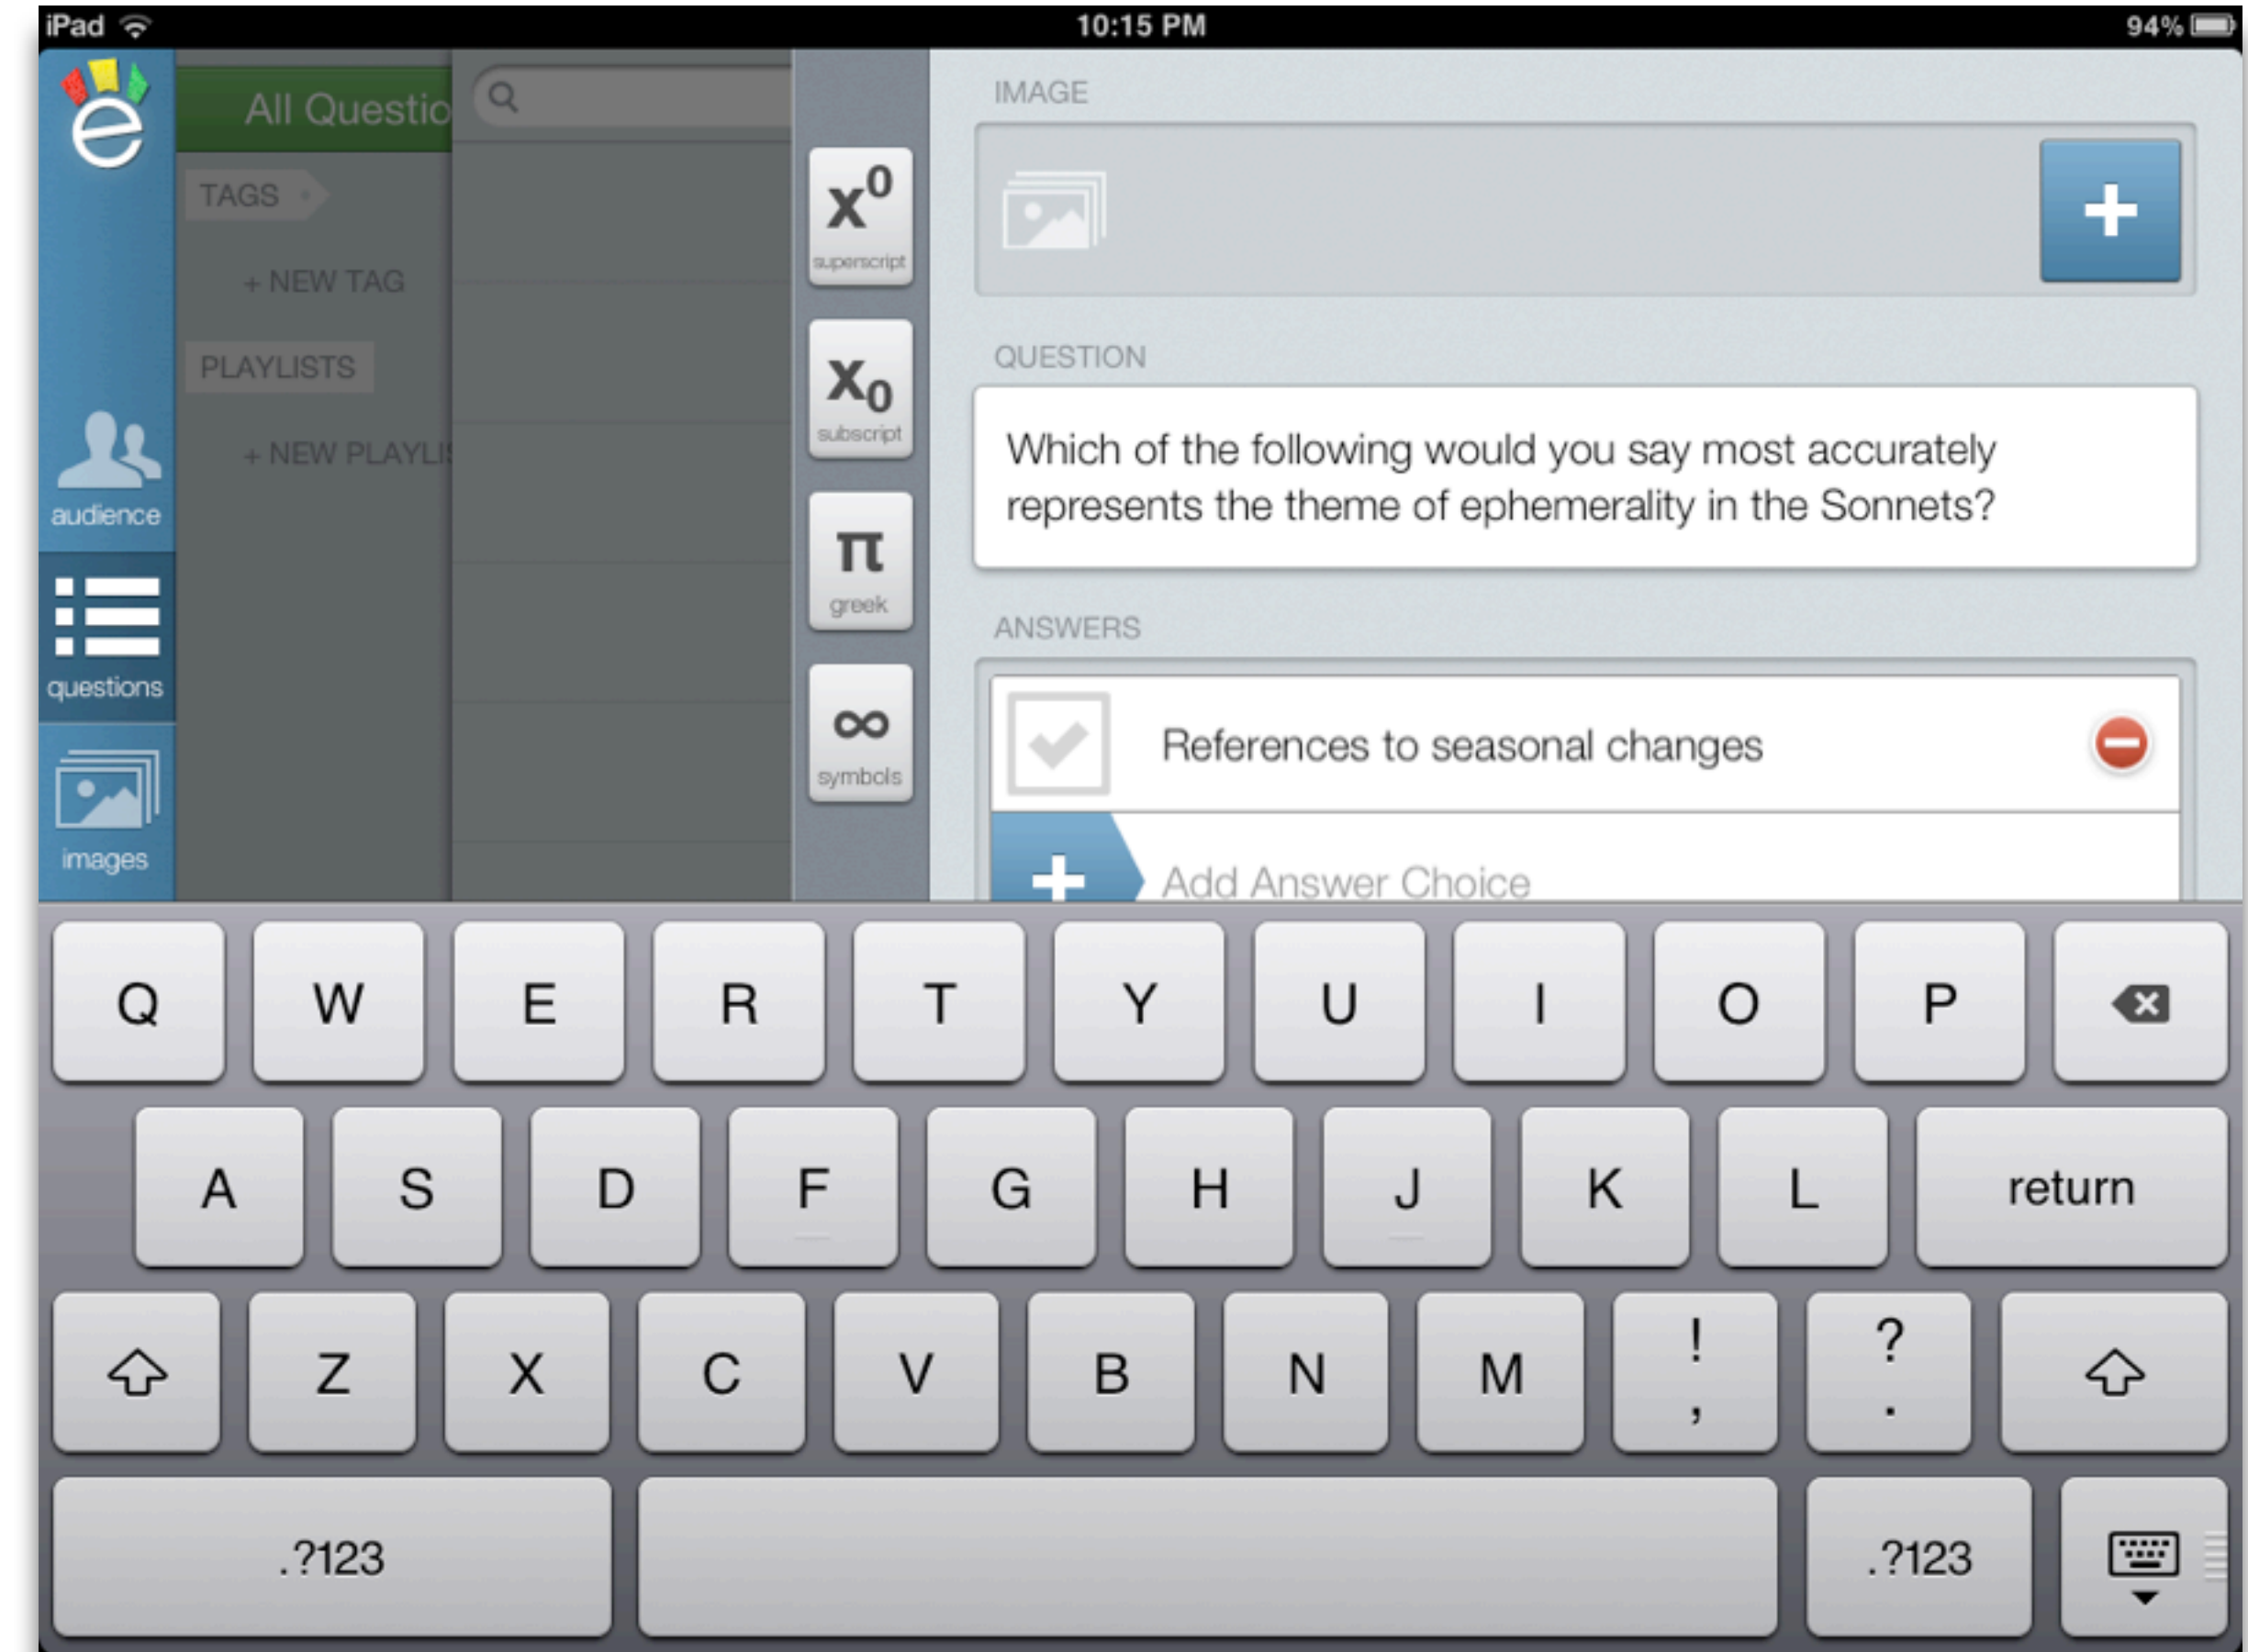 iPad
10:15 PM
94%
e
All Questio
TAGS
+ NEW TAG
PLAYLISTS
+ NEW PLAYLIS
audience
questions
images
x⁰
superscript
x₀
subscript
π
greek
∞
symbols
IMAGE
+
QUESTION
Which of the following would you say most accurately
represents the theme of ephemerality in the Sonnets?
ANSWERS
References to seasonal changes
+ Add Answer Choice
Q W E R T Y U I O P
A S D F G H J K L return
Z X C V B N M ! , ? .
.?123 .?123